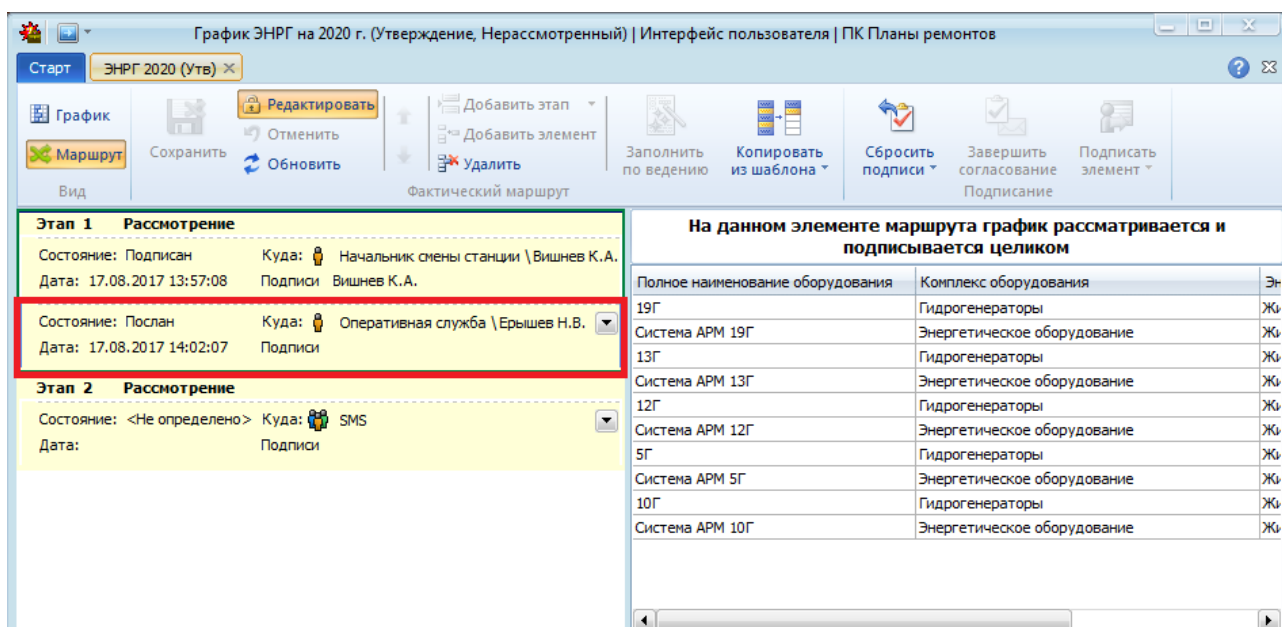 График ЭНРГ на 2020 г. (Утверждение, Нерассмотренный) | Интерфейс пользователя | ПК Планы ремонтов
Старт ЭНРГ 2020 (Утв)
График Сохранить Редактировать Отменить Обновить Добавить этап Добавить элемент Удалить
Маршрут
Заполнить по ведению
Копировать из шаблона
Сбросить подписи
Завершить согласование
Подписать элемент
Вид Фактический маршрут Подписание
Этап 1 Рассмотрение
Состояние: Подписан Куда: Начальник смены станции \ Вишнев К.А.
Дата: 17.08.2017 13:57:08 Подписи Вишнев К.А.
Состояние: Послан Куда: Оперативная служба \ Ерышев Н.В.
Дата: 17.08.2017 14:02:07 Подписи
Этап 2 Рассмотрение
Состояние: <Не определено> Куда: SMS
Дата: Подписи
На данном элементе маршрута график рассматривается и
подписывается целиком
Полное наименование оборудования Комплекс оборудования
19Г Гидрогенераторы
Система АРМ 19Г Энергетическое оборудование
13Г Гидрогенераторы
Система АРМ 13Г Энергетическое оборудование
12Г Гидрогенераторы
Система АРМ 12Г Энергетическое оборудование
5Г Гидрогенераторы
Система АРМ 5Г Энергетическое оборудование
10Г Гидрогенераторы
Система АРМ 10Г Энергетическое оборудование